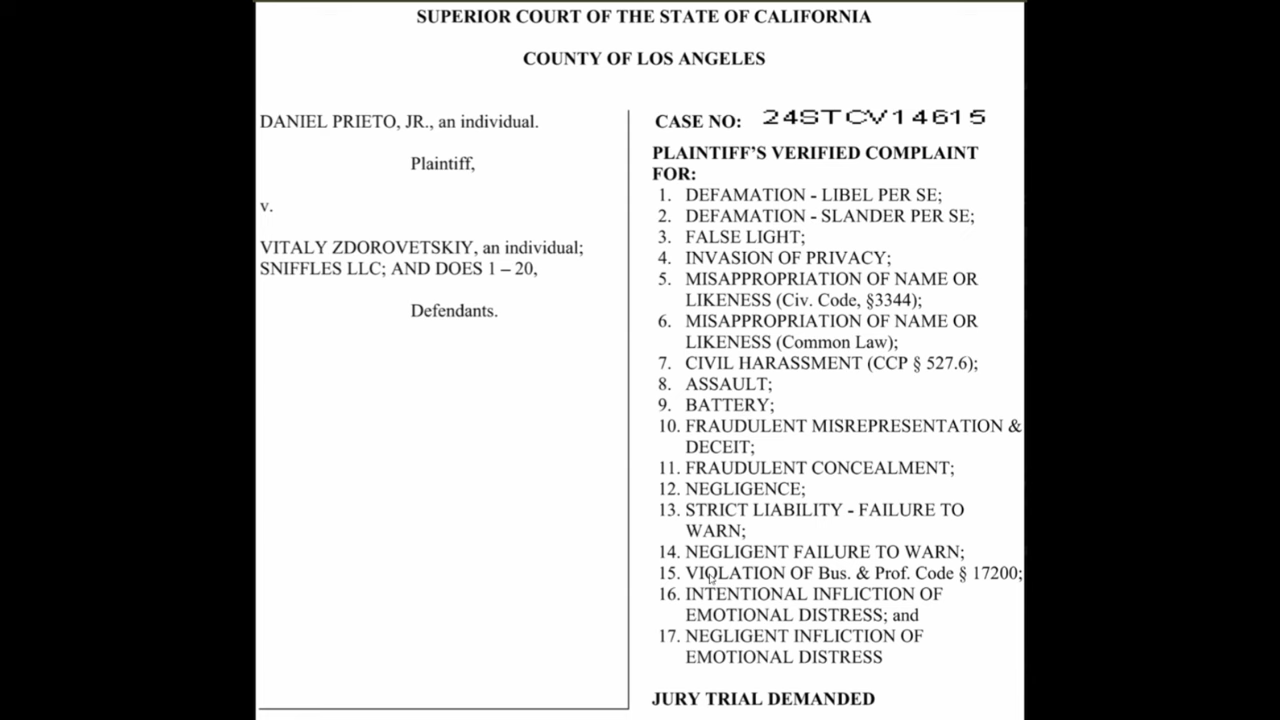 SUPERIOR COURT OF THE STATE OF CALIFORNIA
COUNTY OF LOS ANGELES
DANIEL PRIETO, JR., an individual.
Plaintiff,
v.
VITALY ZDOROVETSKIY, an individual;
SNIFFLES LLC; AND DOES 1 – 20,
Defendants.
CASE NO: 24STCV14615
PLAINTIFF’S VERIFIED COMPLAINT
FOR:
1. DEFAMATION - LIBEL PER SE;
2. DEFAMATION - SLANDER PER SE;
3. FALSE LIGHT;
4. INVASION OF PRIVACY;
5. MISAPPROPRIATION OF NAME OR
LIKENESS (Civ. Code, §3344);
6. MISAPPROPRIATION OF NAME OR
LIKENESS (Common Law);
7. CIVIL HARASSMENT (CCP § 527.6);
8. ASSAULT;
9. BATTERY;
10. FRAUDULENT MISREPRESENTATION &
DECEIT;
11. FRAUDULENT CONCEALMENT;
12. NEGLIGENCE;
13. STRICT LIABILITY - FAILURE TO
WARN;
14. NEGLIGENT FAILURE TO WARN;
15. VIOLATION OF Bus. & Prof. Code § 17200;
16. INTENTIONAL INFLICTION OF
EMOTIONAL DISTRESS; and
17. NEGLIGENT INFLICTION OF
EMOTIONAL DISTRESS
JURY TRIAL DEMANDED